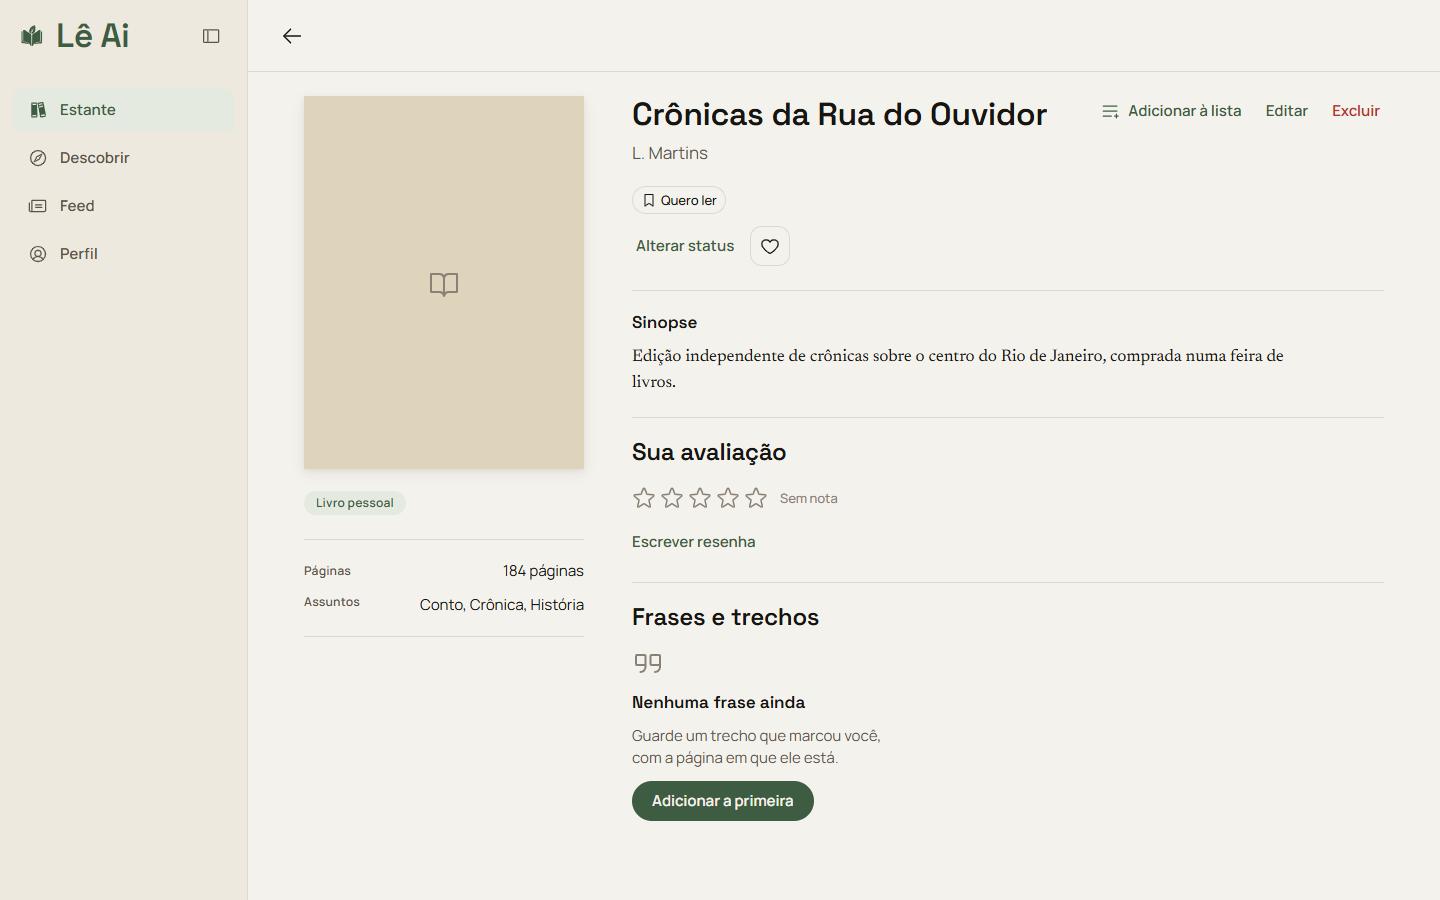 Lê Ai
Estante
Descobrir
Feed
Perfil
Livro pessoal
Páginas 184 páginas
Assuntos Conto, Crônica, História
Crônicas da Rua do Ouvidor
Adicionar à lista Editar Excluir
L. Martins
Quero ler
Alterar status
Sinopse
Edição independente de crônicas sobre o centro do Rio de Janeiro, comprada numa feira de
livros.
Sua avaliação
Sem nota
Escrever resenha
Frases e trechos
Nenhuma frase ainda
Guarde um trecho que marcou você,
com a página em que ele está.
Adicionar a primeira